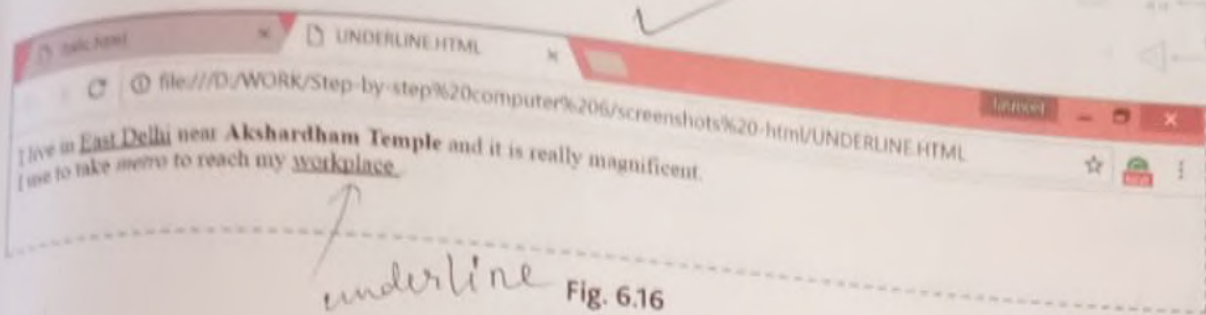 italic.html × UNDERLINE.HTML ×
file:///D:/WORK/Step-by-step%20computer%206/screenshots%20-html/UNDERLINE.HTML
I live in East Delhi near Akshardham Temple and it is really magnificent.
I use to take metro to reach my workplace.
underline
Fig. 6.16